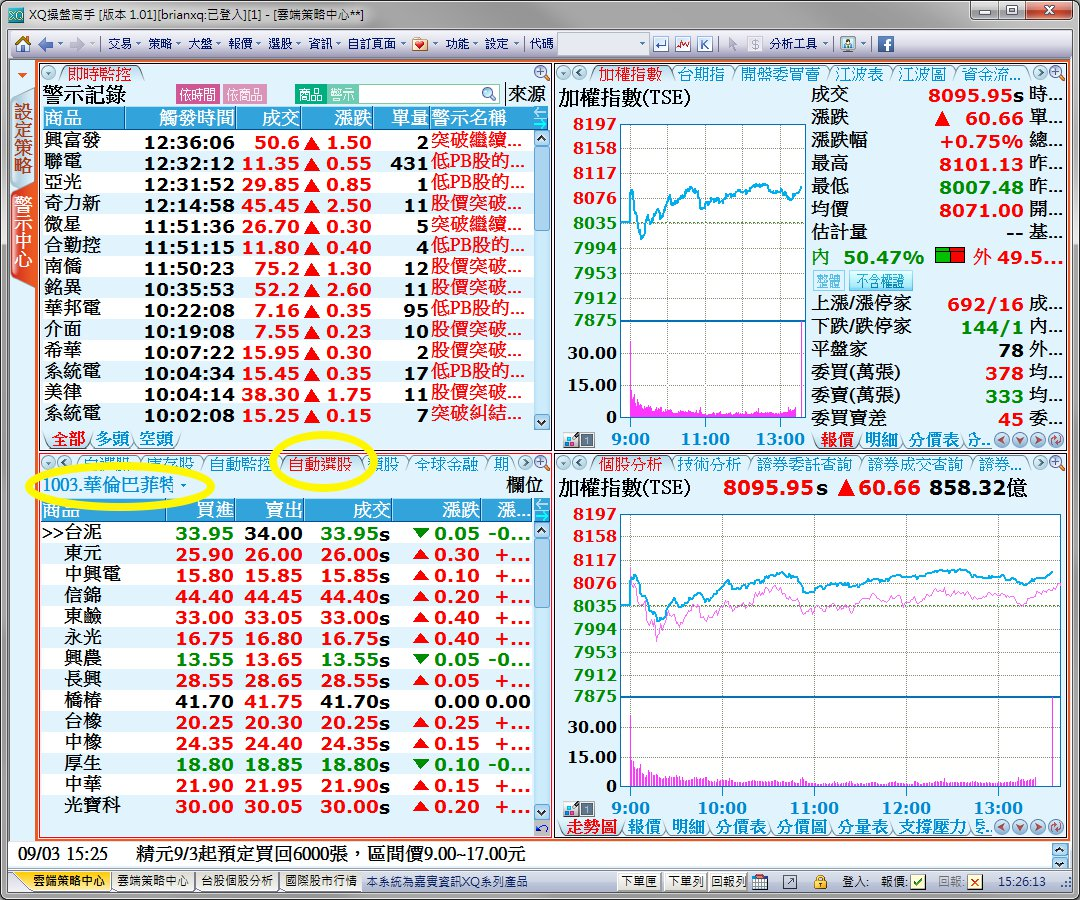 XQ操盤高手 [版本 1.01][brianxq:已登入][1] - [雲端策略中心**]
交易 策略 大盤 報價 選股 資訊 自訂頁面 功能 設定 代碼 K $ 分析工具
設定策略
警示中心
即時監控
警示記錄 依時間 依商品 商品 警示 來源
商品 觸發時間 成交 漲跌 單量 警示名稱
興富發 12:36:06 50.6 ▲ 1.50 2 突破繼續...
聯電 12:32:12 11.35 ▲ 0.55 431 低PB股的...
亞光 12:31:52 29.85 ▲ 0.85 1 低PB股的...
奇力新 12:14:58 45.45 ▲ 2.50 11 股價突破...
微星 11:51:36 26.70 ▲ 0.30 5 突破繼續...
合勤控 11:51:15 11.80 ▲ 0.40 4 低PB股的...
南僑 11:50:23 75.2 ▲ 1.30 12 股價突破...
銘異 10:35:53 52.2 ▲ 2.60 11 股價突破...
華邦電 10:22:08 7.16 ▲ 0.35 95 低PB股的...
介面 10:19:08 7.55 ▲ 0.23 10 股價突破...
希華 10:07:22 15.95 ▲ 0.30 2 股價突破...
系統電 10:04:34 15.45 ▲ 0.35 17 低PB股的...
美律 10:04:14 38.30 ▲ 1.75 11 股價突破...
系統電 10:02:08 15.25 ▲ 0.15 7 突破糾結...
全部 多頭 空頭
加權指數 台期指 開盤委買賣 江波表 江波圖 資金流...
加權指數(TSE)
8197
8158
8117
8076
8035
7994
7953
7912
7875
30.00
15.00
0
9:00 11:00 13:00
成交 8095.95s 時...
漲跌 ▲ 60.66 單...
漲跌幅 +0.75% 總...
最高 8101.13 昨...
最低 8007.48 昨...
均價 8071.00 開...
估計量 -- 基...
內 50.47% 外 49.5...
整體 不含權證
上漲/漲停家 692/16 成...
下跌/跌停家 144/1 內...
平盤家 78 外...
委買(萬張) 378 均...
委賣(萬張) 333 均...
委買賣差 45 委...
報價 明細 分價表 分..
自選股 庫存股 自動監控 自動選股 股 全球金融 期
1003.華倫巴菲特 欄位
商品 買進 賣出 成交 漲跌 漲...
>>台泥 33.95 34.00 33.95s ▼ 0.05 -0...
東元 25.90 26.00 26.00s ▲ 0.30 +...
中興電 15.80 15.85 15.85s ▲ 0.10 +...
信錦 44.40 44.45 44.40s ▲ 0.20 +...
東鹼 33.00 33.05 33.00s ▲ 0.40 +...
永光 16.75 16.80 16.75s ▲ 0.40 +...
興農 13.55 13.65 13.55s ▼ 0.05 -0...
長興 28.55 28.65 28.55s ▲ 0.05 +...
橋椿 41.70 41.75 41.70s 0.00 0.00
台橡 20.25 20.30 20.25s ▲ 0.25 +...
中橡 24.35 24.40 24.35s ▲ 0.15 +...
厚生 18.80 18.85 18.80s ▼ 0.10 -0...
中華 21.90 21.95 21.90s ▲ 0.15 +...
光寶科 30.00 30.05 30.00s ▲ 0.20 +...
個股分析 技術分析 證券委託查詢 證券成交查詢 證券...
加權指數(TSE) 8095.95s ▲60.66 858.32億
8197
8158
8117
8076
8035
7994
7953
7912
7875
30.00
15.00
0
9:00 10:00 11:00 12:00 13:00
走勢圖 報價 明細 分價表 分價圖 分量表 支撐壓力
09/03 15:25 精元9/3起預定買回6000張，區間價9.00~17.00元
雲端策略中心 雲端策略中心 台股個股分析 國際股市行情 本系統為嘉實資訊XQ系列產品 下單匣 下單列 回報列 登入: 報價: 回報: 15:26:13